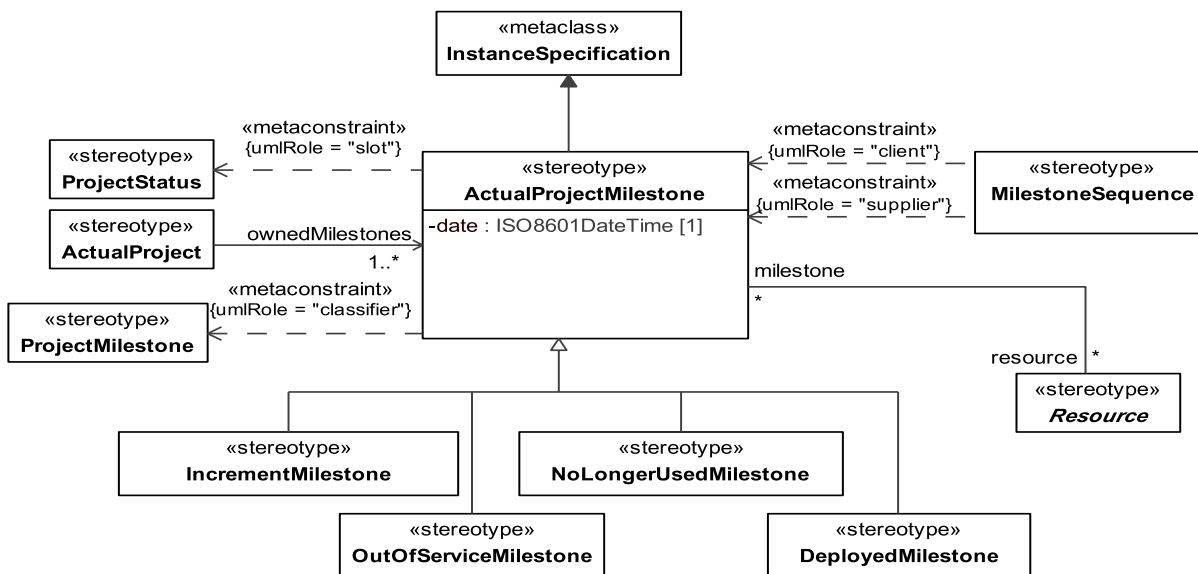 «metaclass»
InstanceSpecification
«metaconstraint»
{umlRole = "slot"}
«stereotype»
ProjectStatus
«stereotype»
ActualProject
ownedMilestones
1..*
«metaconstraint»
{umlRole = "classifier"}
«stereotype»
ProjectMilestone
«stereotype»
ActualProjectMilestone
-date : ISO8601DateTime [1]
«metaconstraint»
{umlRole = "client"}
«metaconstraint»
{umlRole = "supplier"}
«stereotype»
MilestoneSequence
milestone
*
resource
*
«stereotype»
Resource
«stereotype»
IncrementMilestone
«stereotype»
NoLongerUsedMilestone
«stereotype»
OutOfServiceMilestone
«stereotype»
DeployedMilestone